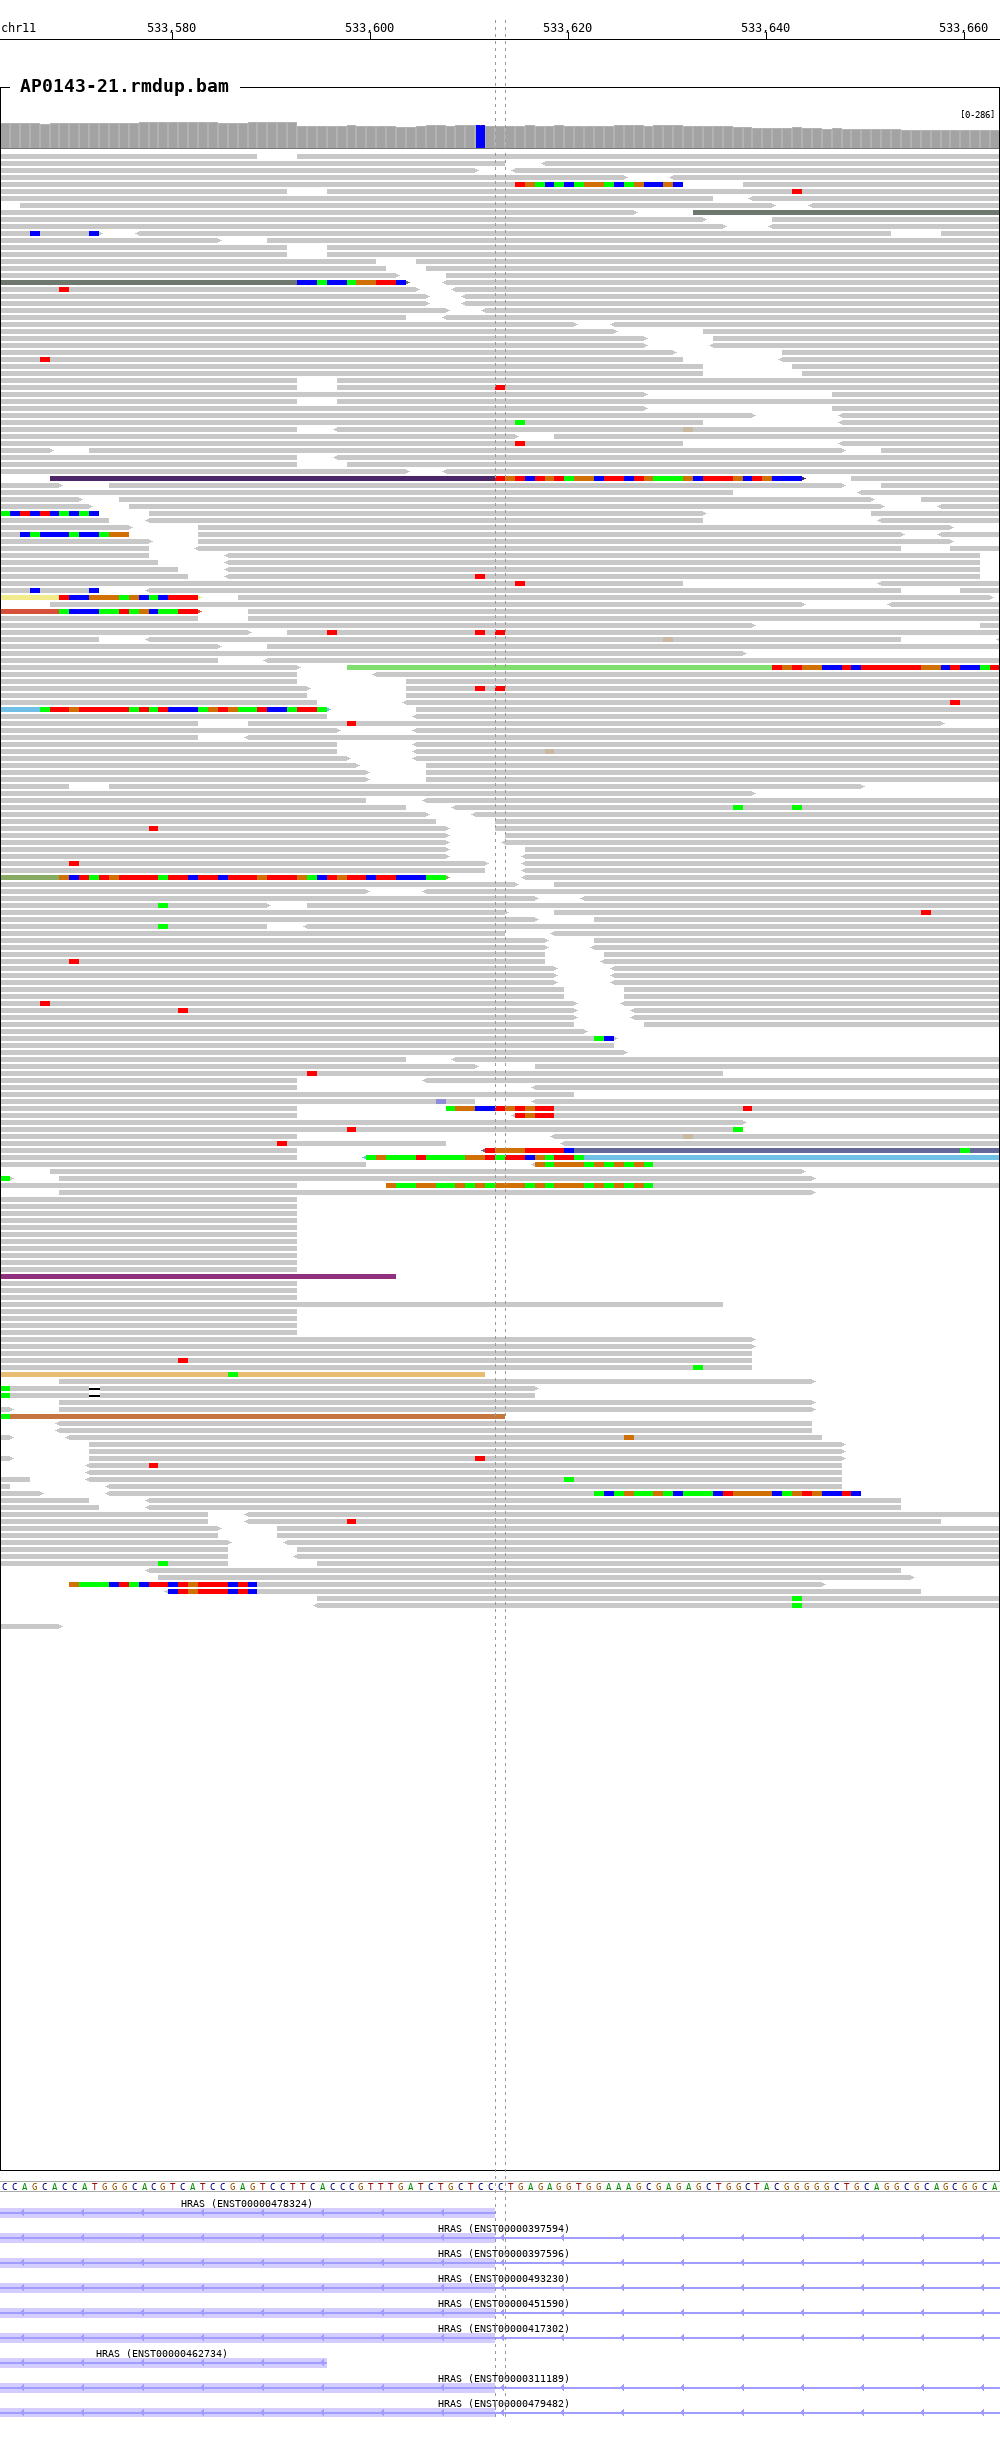 chr11 533,580 533,600 533,620 533,640 533,660
AP0143-21.rmdup.bam
[0-286]
CCAGCACCATGGGCACGTCATCCGAGTCCTTCACCCGTTTGATCTGCTCCCTGAGAGGTGGAAAGCGAGAGCTGGCTACGGGGGCTGCAGGCGCAGCGGCA
HRAS (ENST00000478324)
HRAS (ENST00000397594)
HRAS (ENST00000397596)
HRAS (ENST00000493230)
HRAS (ENST00000451590)
HRAS (ENST00000417302)
HRAS (ENST00000462734)
HRAS (ENST00000311189)
HRAS (ENST00000479482)